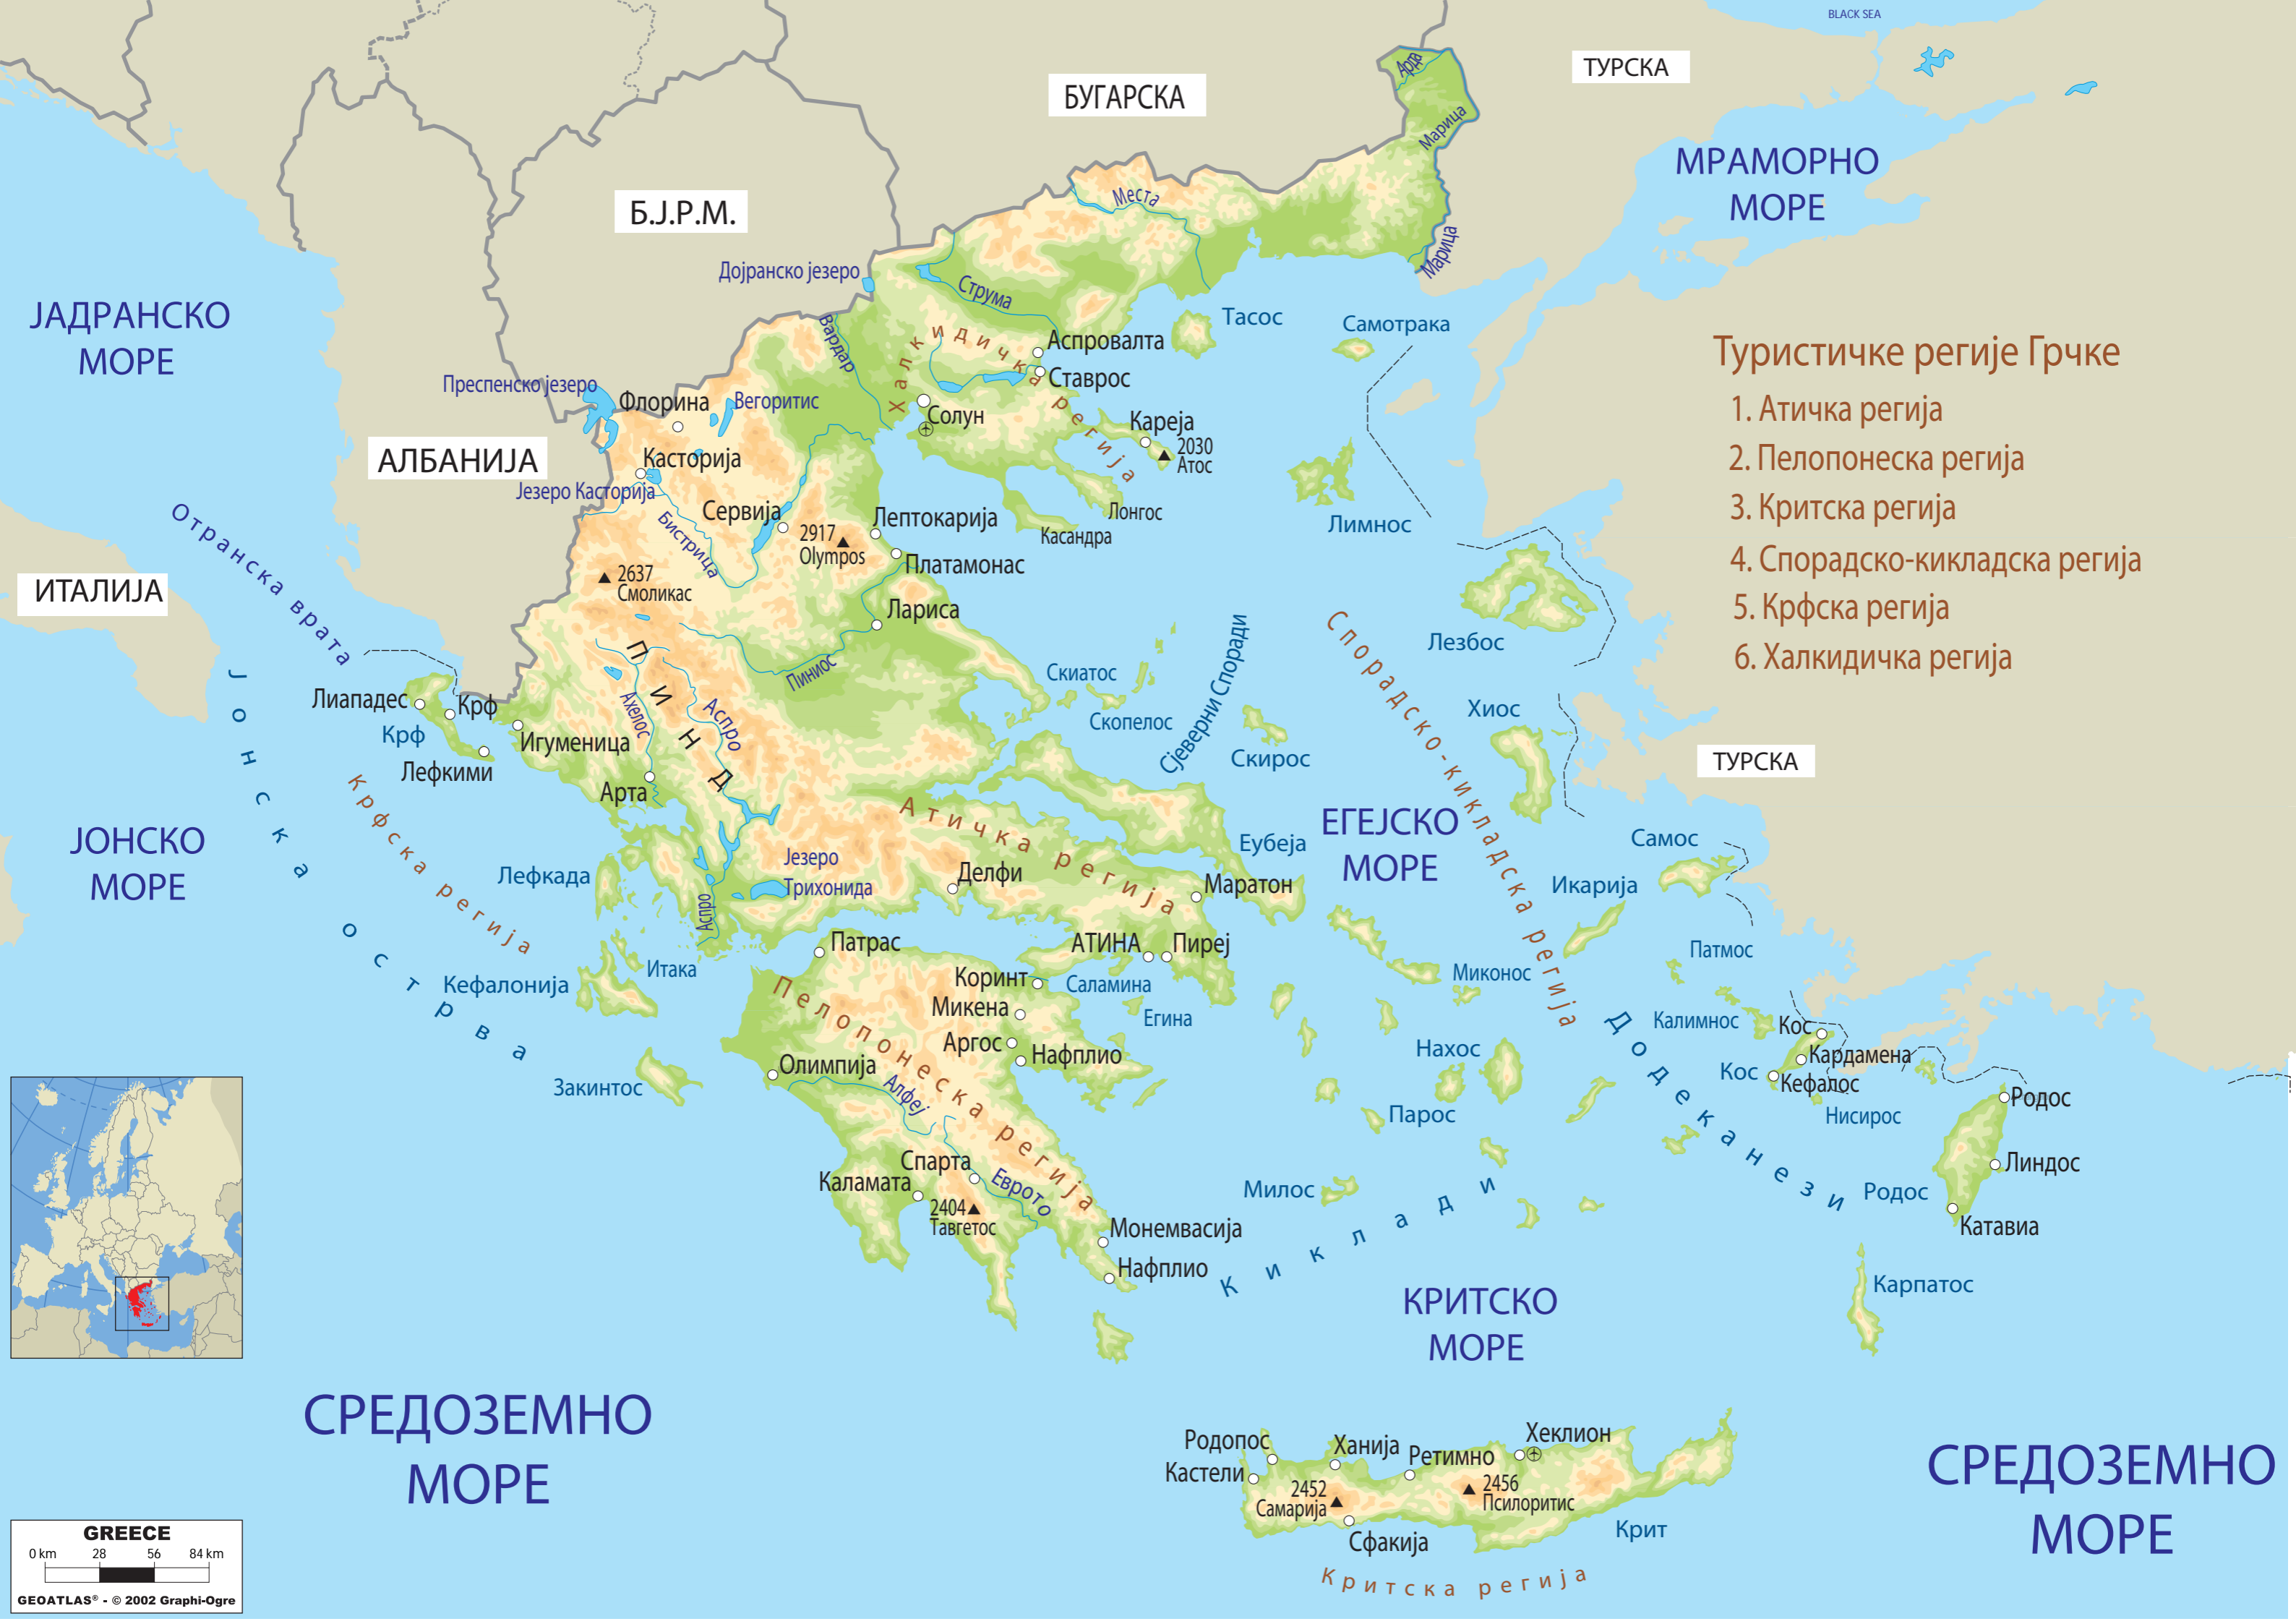 BLACK SEA
ТУРСКА
БУГАРСКА
Арда
Марица
МРАМОРНО
МОРЕ
Места
Б.Ј.Р.М.
Марица
Дојранско језеро
Струма
ЈАДРАНСКО
МОРЕ
Тасос
Самотрака
Вардар
Халкидичка регија
Аспровалта
Ставрос
Туристичке регије Грчке
1. Атичка регија
2. Пелопонеска регија
3. Критска регија
4. Спорадско-кикладска регија
5. Крфска регија
6. Халкидичка регија
Преспенско језеро
Флорина
Вегоритис
Солун
Кареја
2030
Атос
АЛБАНИЈА
Касторија
Језеро Касторија
Сервија
Бистрица
2917
Olympos
Лептокарија
Лонгос
Касандра
Лимнос
Отранска врата
Платамонас
ИТАЛИЈА
2637
Смоликас
Лариса
Лезбос
Пиниос
ПИНД
Ахелос
Аспро
Скиатос
Скопелос
Сјеверни Споради
Спорадско-кикладска регија
Скирос
Хиос
ТУРСКА
Лиападес
Крф
Крф
Игуменица
Лефкими
Арта
Јонска острва
Крфска регија
ЈОНСКО
МОРЕ
Атичка регија
ЕГЕЈСКО
МОРЕ
Еубеја
Самос
Лефкада
Језеро
Трихонида
Делфи
Маратон
Икарија
Аспро
Патрас
АТИНА
Пиреј
Патмос
Кефалонија
Итака
Коринт
Саламина
Миконос
Пелопонеска регија
Микена
Егина
Додеканези
Калимнос
Кос
Аргос
Нафплио
Нахос
Кардамена
Закинтос
Олимпија
Кос
Кефалос
Алфеј
Парос
Нисирос
Родос
Спарта
Каламата
Еврото
Линдос
Милос
Киклади
Родос
2404
Тавгетос
Монемвасија
Катавиа
Нафплио
Карпатос
КРИТСКО
МОРЕ
СРЕДОЗЕМНО
МОРЕ
Родопос
Ханија
Ретимно
Хеклион
Кастели
2452
Самарија
2456
Псилоритис
Сфакија
Крит
Критска регија
СРЕДОЗЕМНО
МОРЕ
GREECE
0 km 28 56 84 km
GEOATLAS® - © 2002 Graphi-Ogre